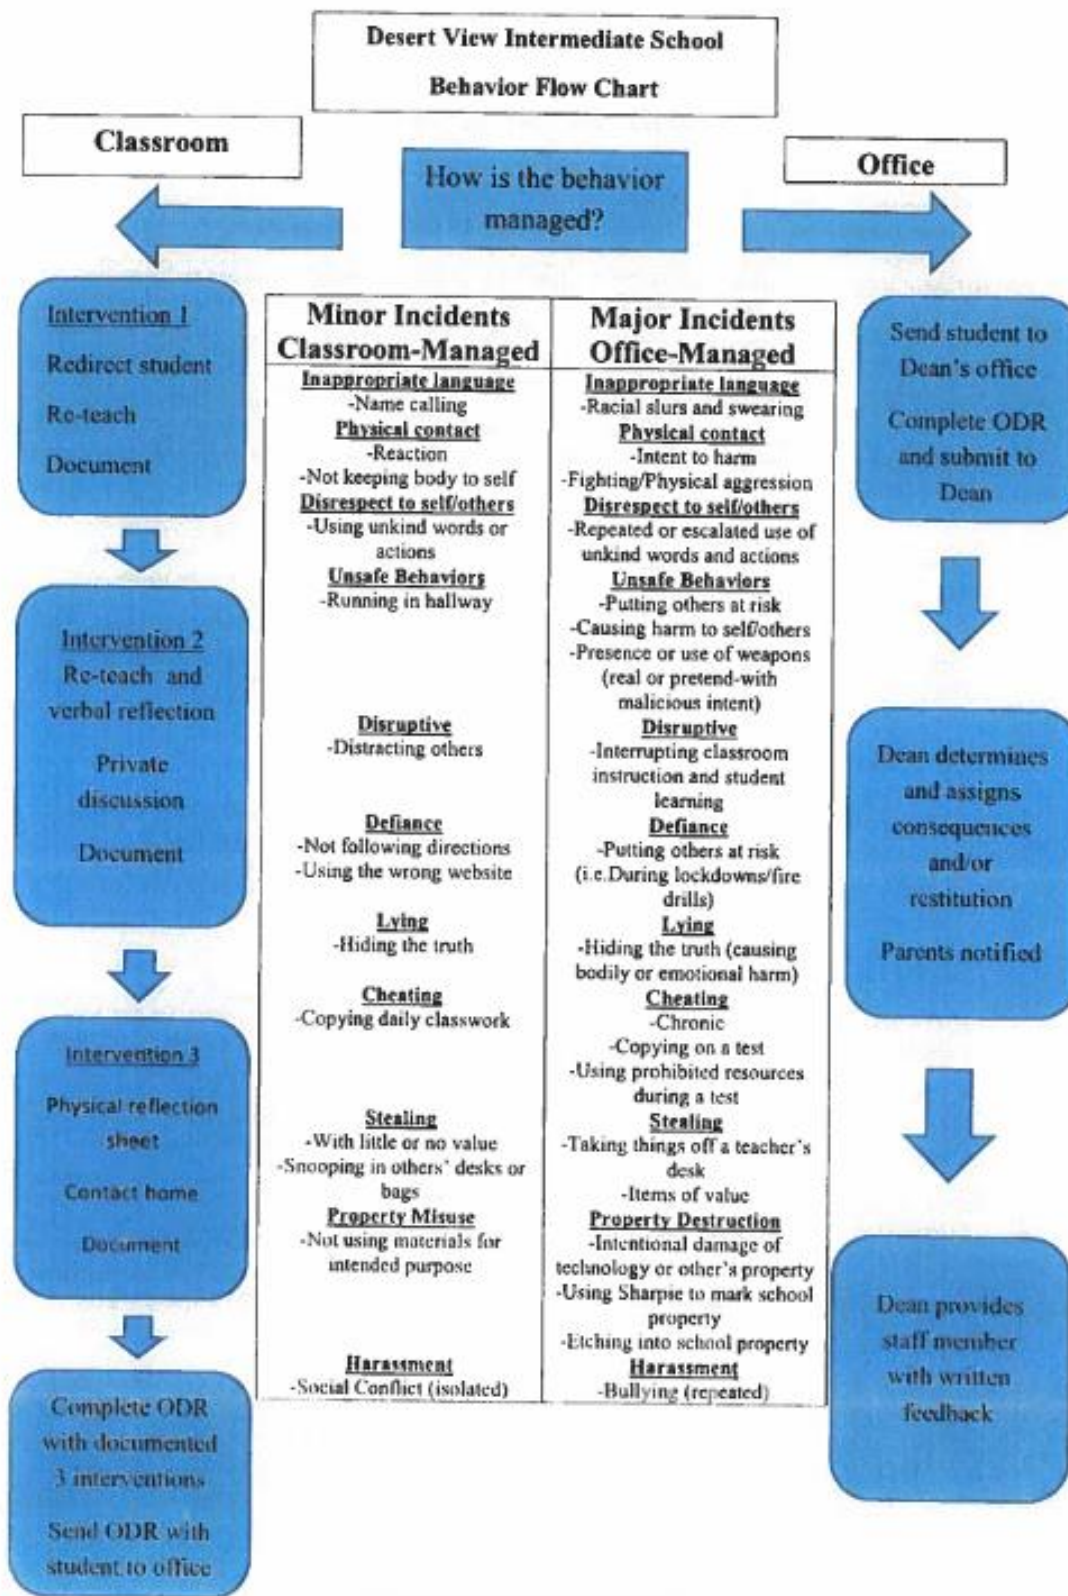 Desert View Intermediate School
Behavior Flow Chart
Classroom
How is the behavior
managed?
Office
Intervention 1
Redirect student
Re-teach
Document
Intervention 2
Re-teach and
verbal reflection
Private
discussion
Document
Intervention 3
Physical reflection
sheet
Contact home
Document
Complete ODR
with documented
3 interventions
Send ODR with
student to office
Minor Incidents
Classroom-Managed
Inappropriate language
-Name calling
Physical contact
-Reaction
-Not keeping body to self
Disrespect to self/others
-Using unkind words or
actions
Unsafe Behaviors
-Running in hallway
Disruptive
-Distracting others
Defiance
-Not following directions
-Using the wrong website
Lying
-Hiding the truth
Cheating
-Copying daily classwork
Stealing
-With little or no value
-Snooping in others' desks or
bags
Property Misuse
-Not using materials for
intended purpose
Harassment
-Social Conflict (isolated)
Major Incidents
Office-Managed
Inappropriate language
-Racial slurs and swearing
Physical contact
-Intent to harm
-Fighting/Physical aggression
Disrespect to self/others
-Repeated or escalated use of
unkind words and actions
Unsafe Behaviors
-Putting others at risk
-Causing harm to self/others
-Presence or use of weapons
(real or pretend-with
malicious intent)
Disruptive
-Interrupting classroom
instruction and student
learning
Defiance
-Putting others at risk
(i.e.During lockdowns/fire
drills)
Lying
-Hiding the truth (causing
bodily or emotional harm)
Cheating
-Chronic
-Copying on a test
-Using prohibited resources
during a test
Stealing
-Taking things off a teacher's
desk
-Items of value
Property Destruction
-Intentional damage of
technology or other's property
-Using Sharpie to mark school
property
-Etching into school property
Harassment
-Bullying (repeated)
Send student to
Dean's office
Complete ODR
and submit to
Dean
Dean determines
and assigns
consequences
and/or
restitution
Parents notified
Dean provides
staff member
with written
feedback